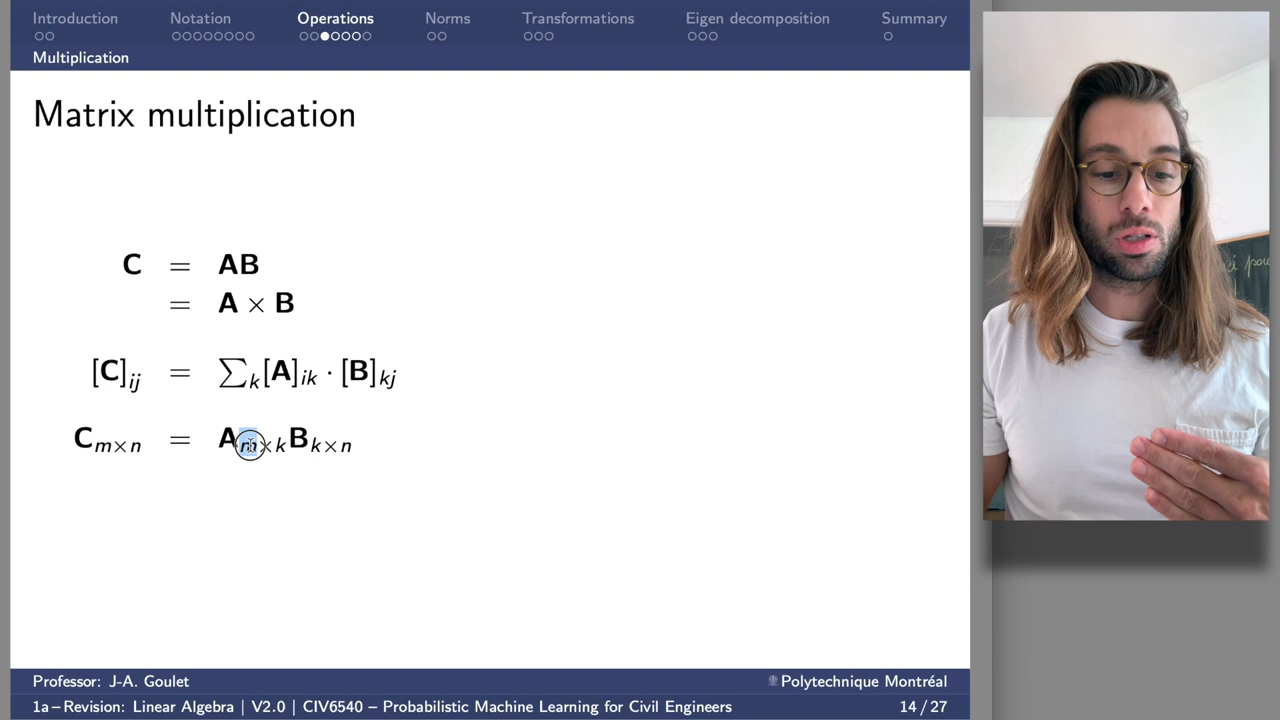 Introduction Notation Operations Norms Transformations Eigen decomposition Summary
Multiplication
Matrix multiplication
C = AB
= A × B
[C]ij = ∑k[A]ik · [B]kj
Cm×n = Am×kBk×n
ci
Professor: J-A. Goulet Polytechnique Montréal
1a – Revision: Linear Algebra | V2.0 | CIV6540 – Probabilistic Machine Learning for Civil Engineers 14 / 27